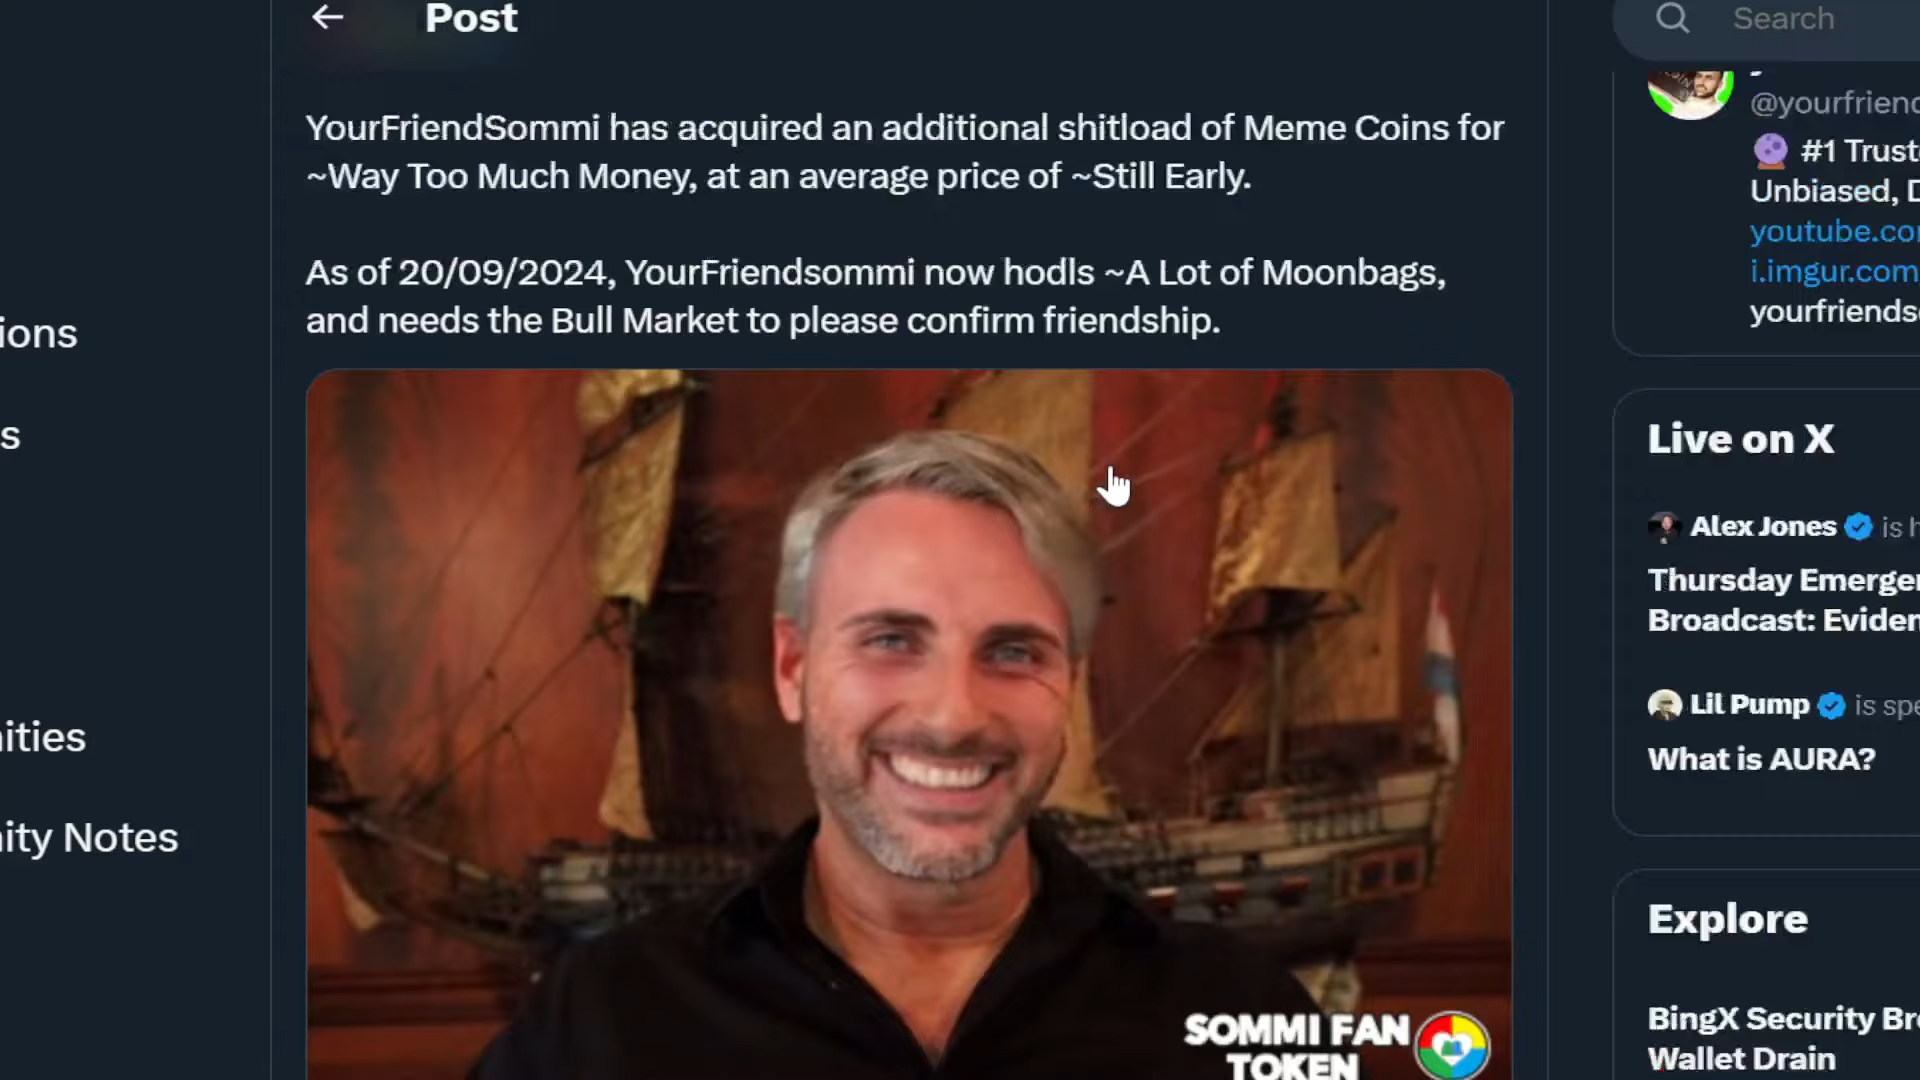 Post
Search
YourFriendSommi has acquired an additional shitload of Meme Coins for
~Way Too Much Money, at an average price of ~Still Early.
As of 20/09/2024, YourFriendsommi now hodls ~A Lot of Moonbags,
and needs the Bull Market to please confirm friendship.
SOMMI FAN
TOKEN
ions
s
ities
ity Notes
@yourfriend
#1 Trust
Unbiased,
youtube.co
i.imgur.com
yourfriends
Live on X
Alex Jones is h
Thursday Emerge
Broadcast: Eviden
Lil Pump is spe
What is AURA?
Explore
BingX Security Br
Wallet Drain